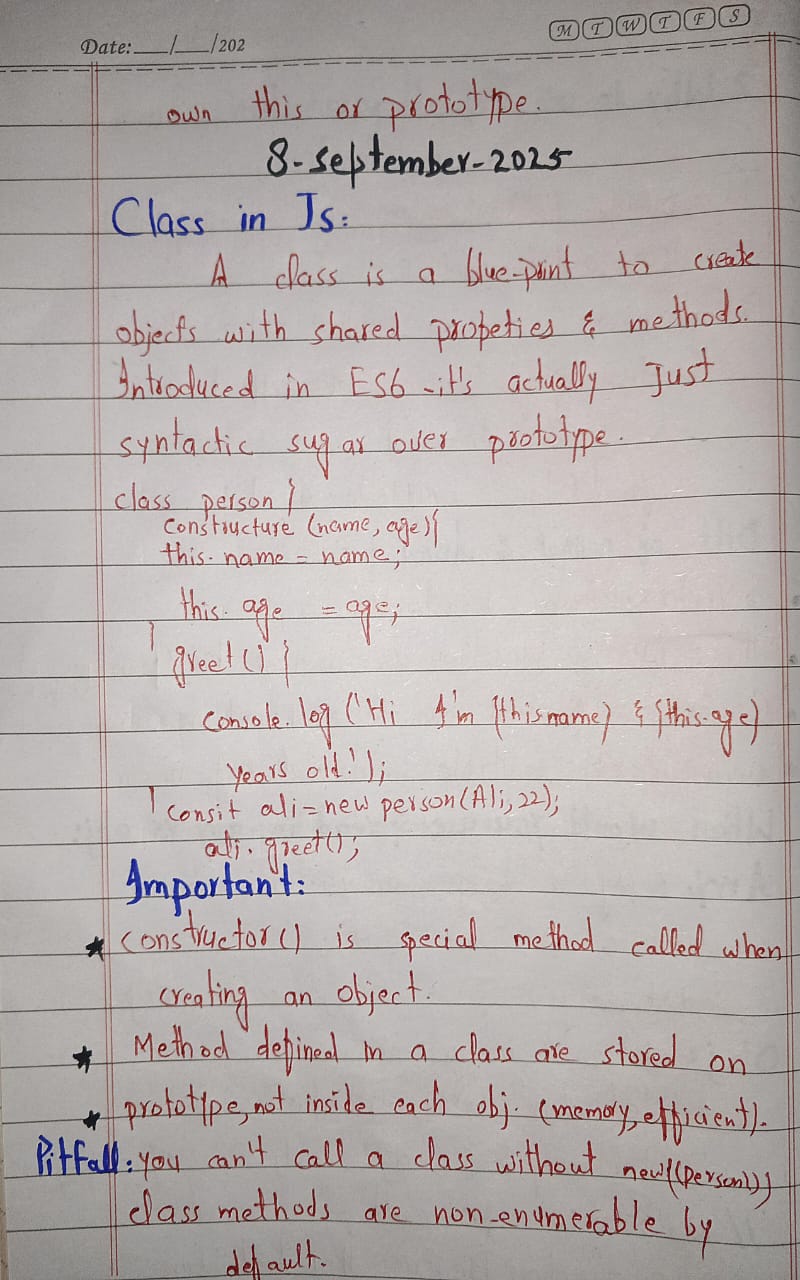 Date:___/___/202 M T W T F S
own this or prototype.
8-september-2025
Class in Js:
A class is a blue-print to create
objects with shared propeties & methods.
Introduced in ES6 -it's actually Just
syntactic sugar over prototype.
class person {
Constructure (name, age){
this.name = name;
this.age = age;
}
greet() {
Console.log ('Hi I'm {thisname} & {this.age}
years old!');
}
consit ali=new person(Ali,22);
ali.greet();
Important:
* constructor() is special method called when
creating an object.
* Method defined in a class are stored on
* prototype, not inside each obj. (memory, efficient).
Pitfall: you can't call a class without new
class methods are non-enumerable by
default.